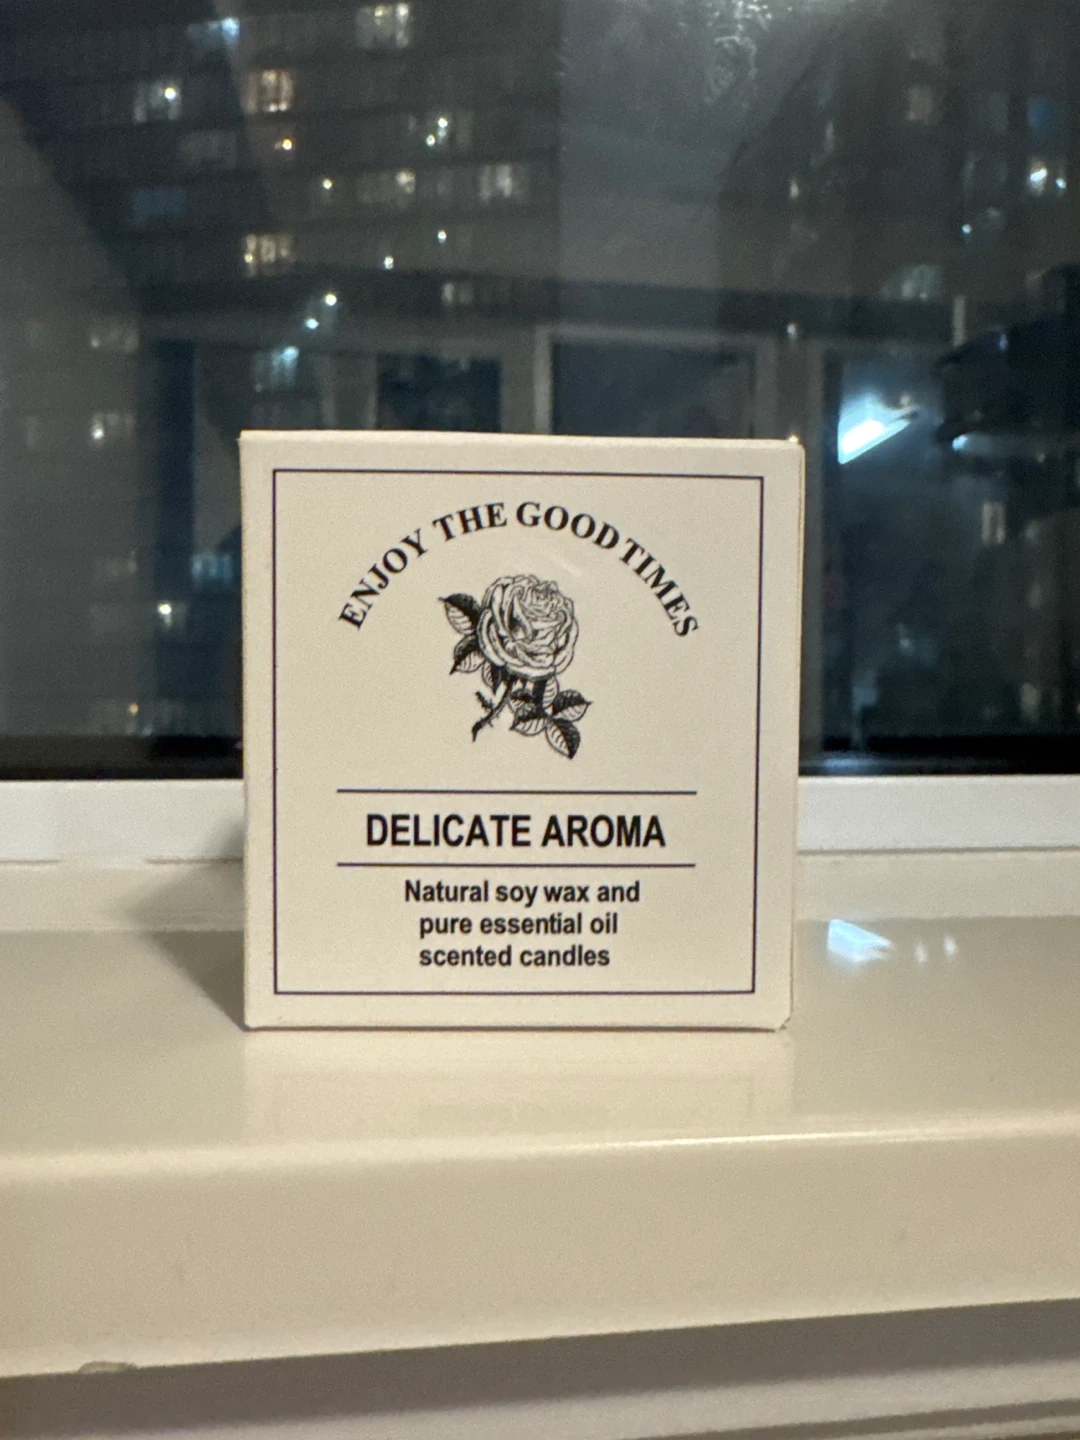 ENJOY THE GOOD TIMES
DELICATE AROMA
Natural soy wax and
pure essential oil
scented candles